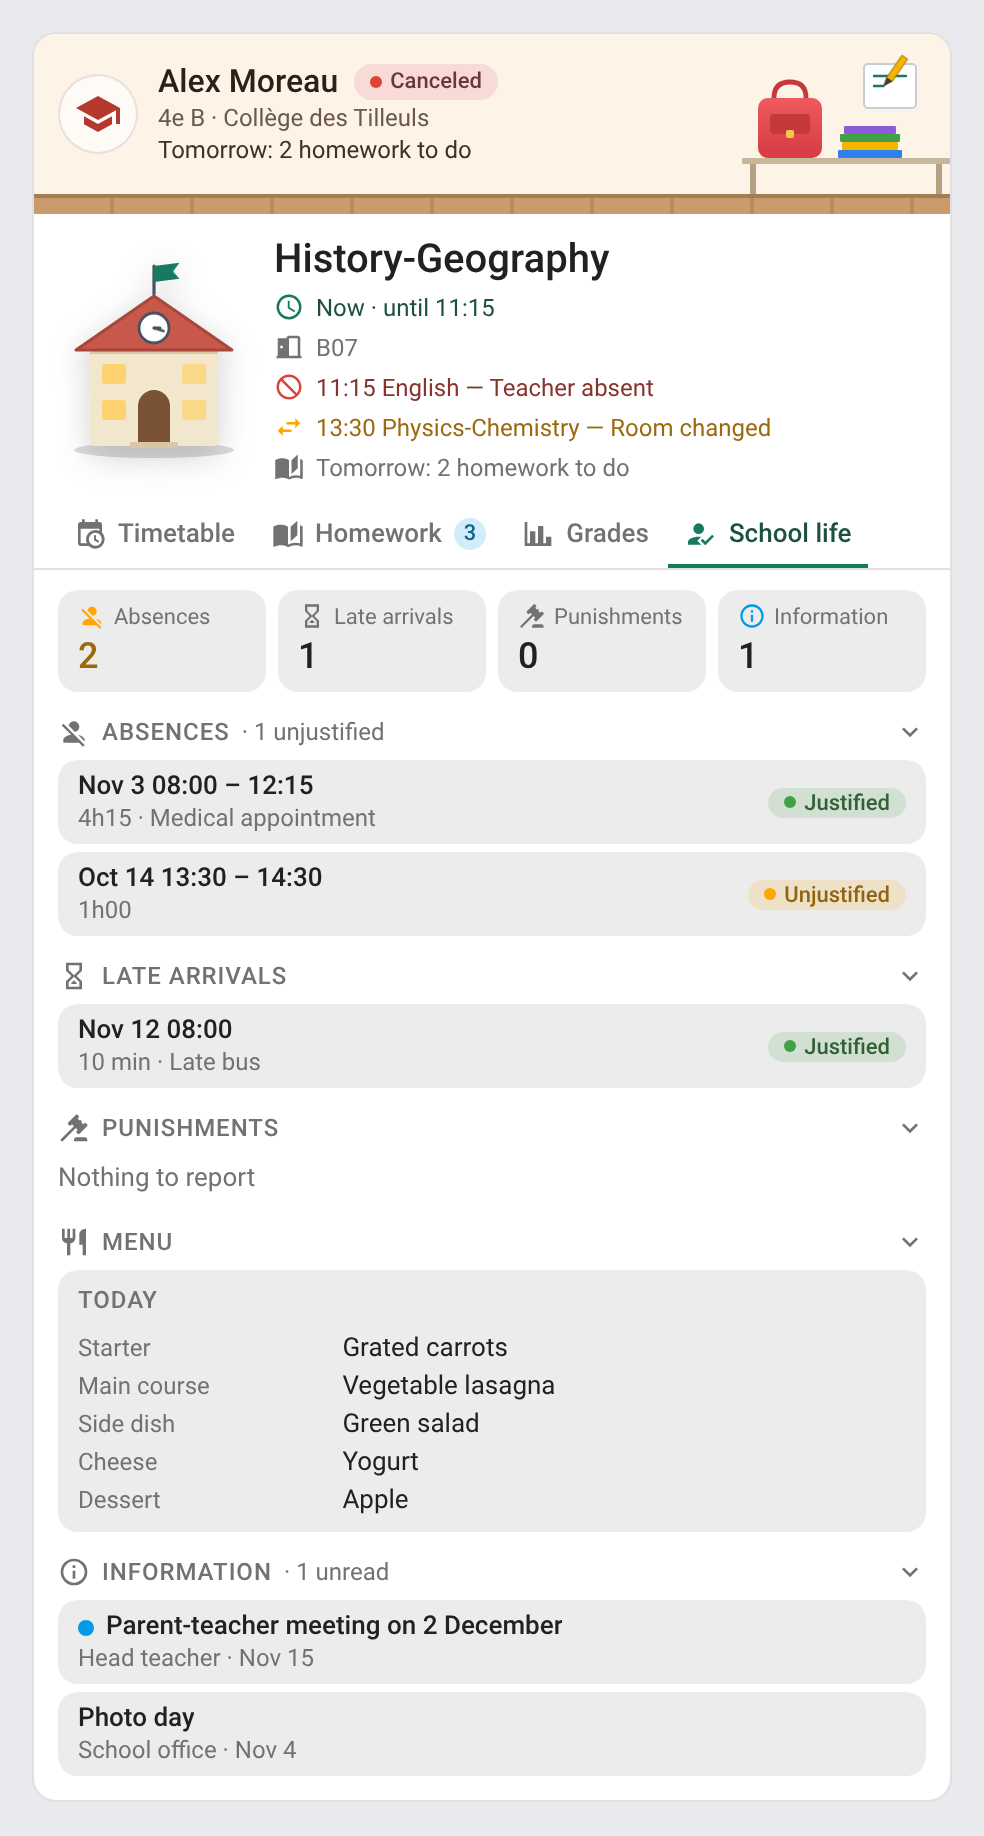 Alex Moreau Canceled
4e B · Collège des Tilleuls
Tomorrow: 2 homework to do
History-Geography
Now · until 11:15
B07
11:15 English — Teacher absent
13:30 Physics-Chemistry — Room changed
Tomorrow: 2 homework to do
Timetable Homework 3 Grades School life
Absences Late arrivals Punishments Information
2 1 0 1
ABSENCES · 1 unjustified
Nov 3 08:00 – 12:15
4h15 · Medical appointment
Justified
Oct 14 13:30 – 14:30
1h00
Unjustified
LATE ARRIVALS
Nov 12 08:00
10 min · Late bus
Justified
PUNISHMENTS
Nothing to report
MENU
TODAY
Starter Grated carrots
Main course Vegetable lasagna
Side dish Green salad
Cheese Yogurt
Dessert Apple
INFORMATION · 1 unread
Parent-teacher meeting on 2 December
Head teacher · Nov 15
Photo day
School office · Nov 4